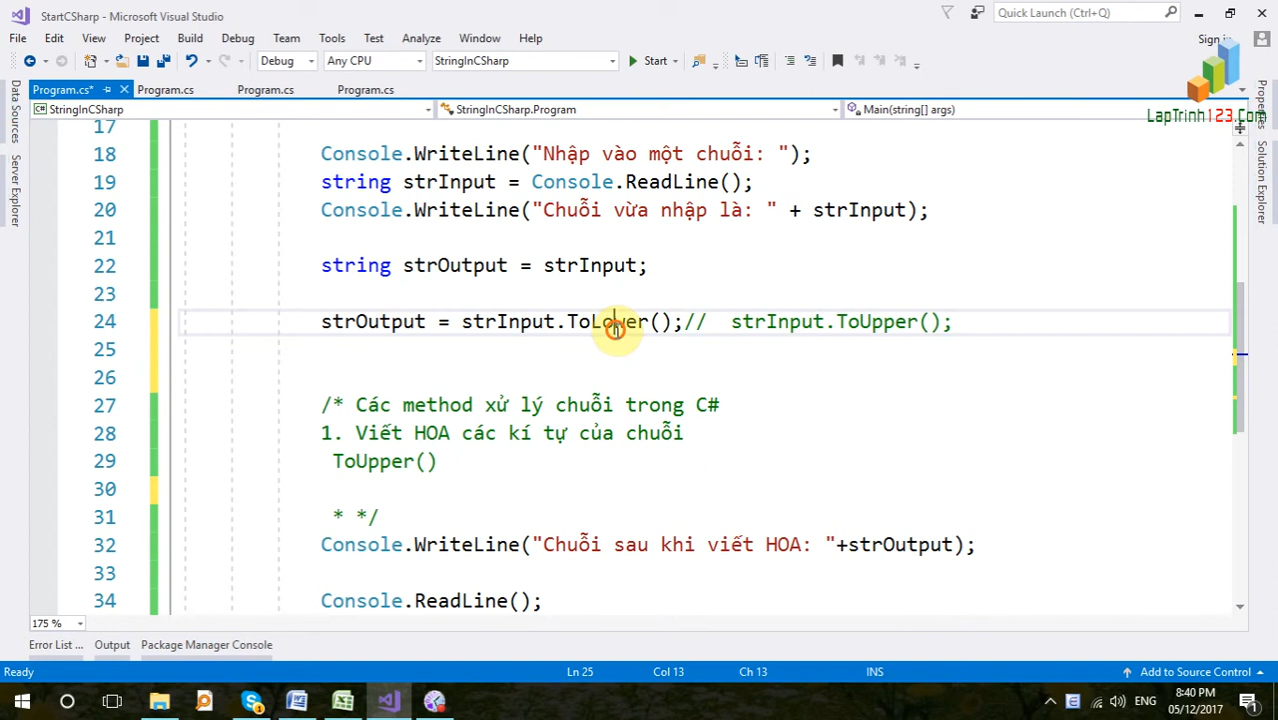 StartCSharp - Microsoft Visual Studio
Quick Launch (Ctrl+Q)
File Edit View Project Build Debug Team Tools Test Analyze Window Help
Sign in
Debug Any CPU StringInCSharp Start
Program.cs* Program.cs Program.cs Program.cs
StringInCSharp StringInCSharp.Program Main(string[] args)
LapTrinh123.Com
Data Sources
Server Explorer
Properties
Solution Explorer
17
18 Console.WriteLine("Nhập vào một chuỗi: ");
19 string strInput = Console.ReadLine();
20 Console.WriteLine("Chuỗi vừa nhập là: " + strInput);
21
22 string strOutput = strInput;
23
24 strOutput = strInput.ToLower();// strInput.ToUpper();
25
26
27 /* Các method xử lý chuỗi trong C#
28 1. Viết HOA các kí tự của chuỗi
29 ToUpper()
30
31 * */
32 Console.WriteLine("Chuỗi sau khi viết HOA: "+strOutput);
33
34 Console.ReadLine();
175 %
Error List ... Output Package Manager Console
Ready Ln 25 Col 13 Ch 13 INS Add to Source Control
ENG
8:40 PM
05/12/2017